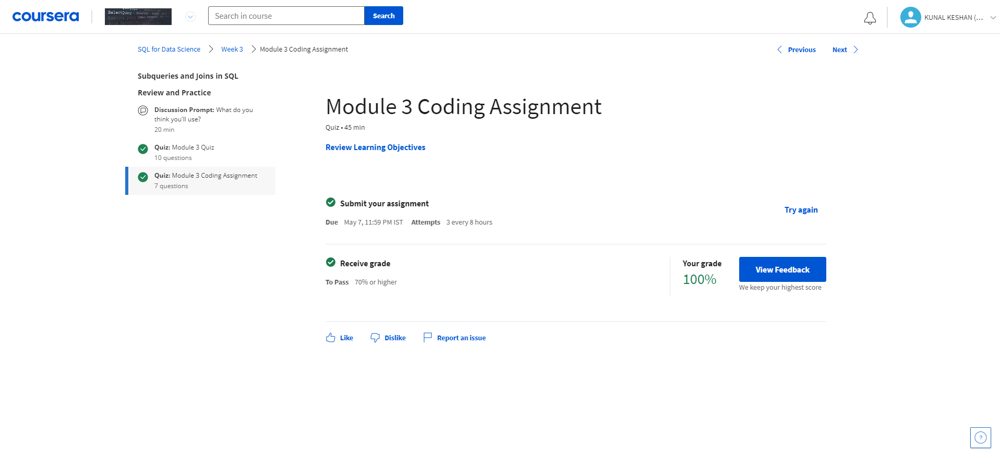 coursera
SelectQuery
Search in course
Search
KUNAL KESHAN (...
SQL for Data Science
Week 3
Module 3 Coding Assignment
Previous
Next
Subqueries and Joins in SQL
Review and Practice
Discussion Prompt: What do you
think you'll use?
20 min
Quiz: Module 3 Quiz
10 questions
Quiz: Module 3 Coding Assignment
7 questions
Module 3 Coding Assignment
Quiz • 45 min
Review Learning Objectives
Submit your assignment
Due May 7, 11:59 PM IST Attempts 3 every 8 hours
Try again
Receive grade
To Pass 70% or higher
Your grade
100%
View Feedback
We keep your highest score
Like
Dislike
Report an issue
?